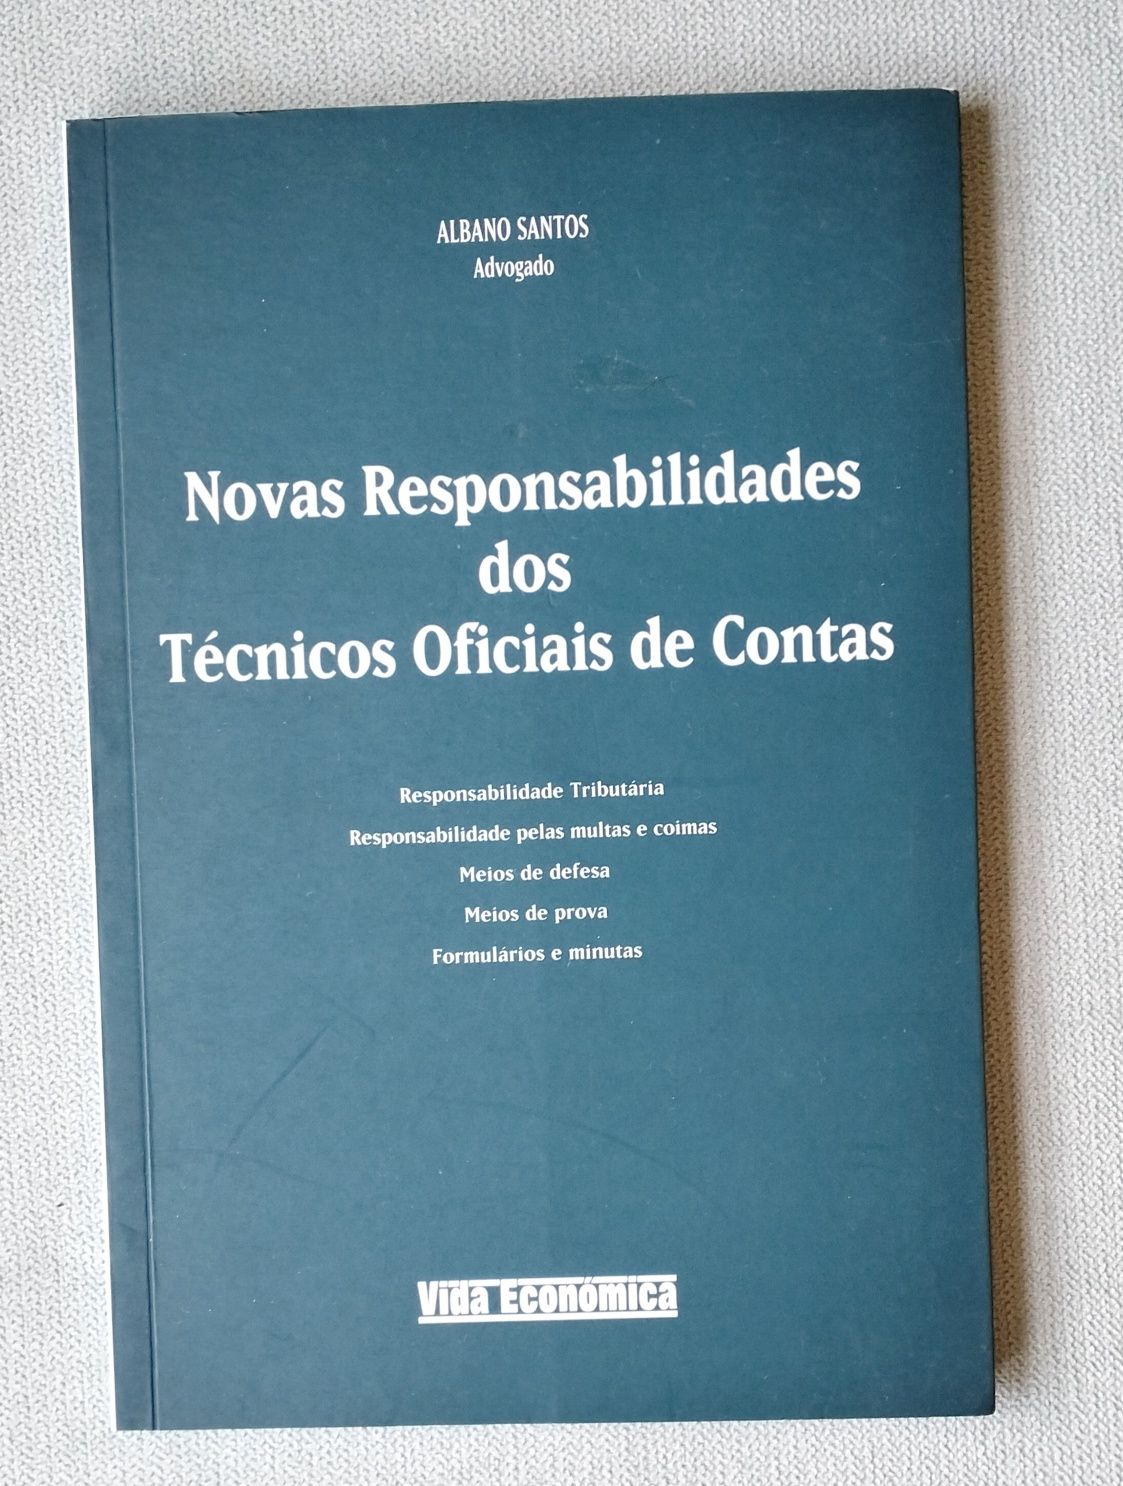 ALBANO SANTOS
Advogado
Novas Responsabilidades
dos
Técnicos Oficiais de Contas
Responsabilidade Tributária
Responsabilidade pelas multas e coimas
Meios de defesa
Meios de prova
Formulários e minutas
Vida Económica